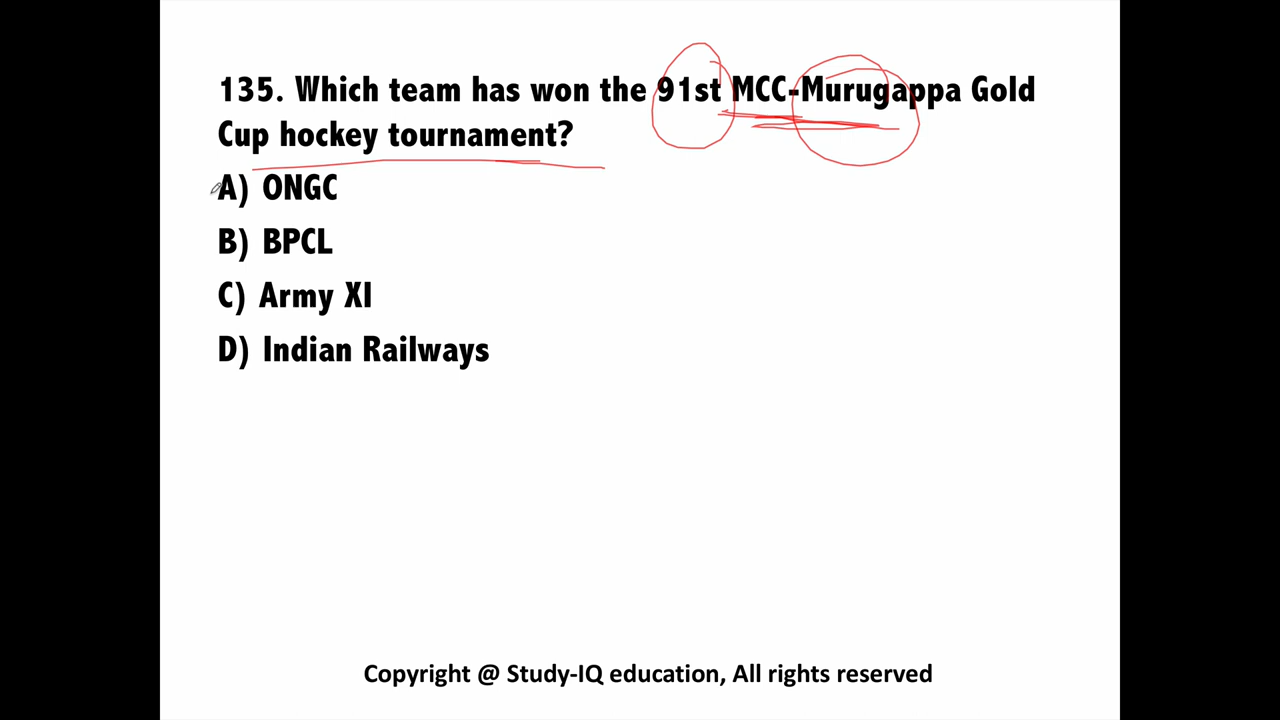 135. Which team has won the 91st MCC-Murugappa Gold
Cup hockey tournament?
A) ONGC
B) BPCL
C) Army XI
D) Indian Railways
Copyright @ Study-IQ education, All rights reserved